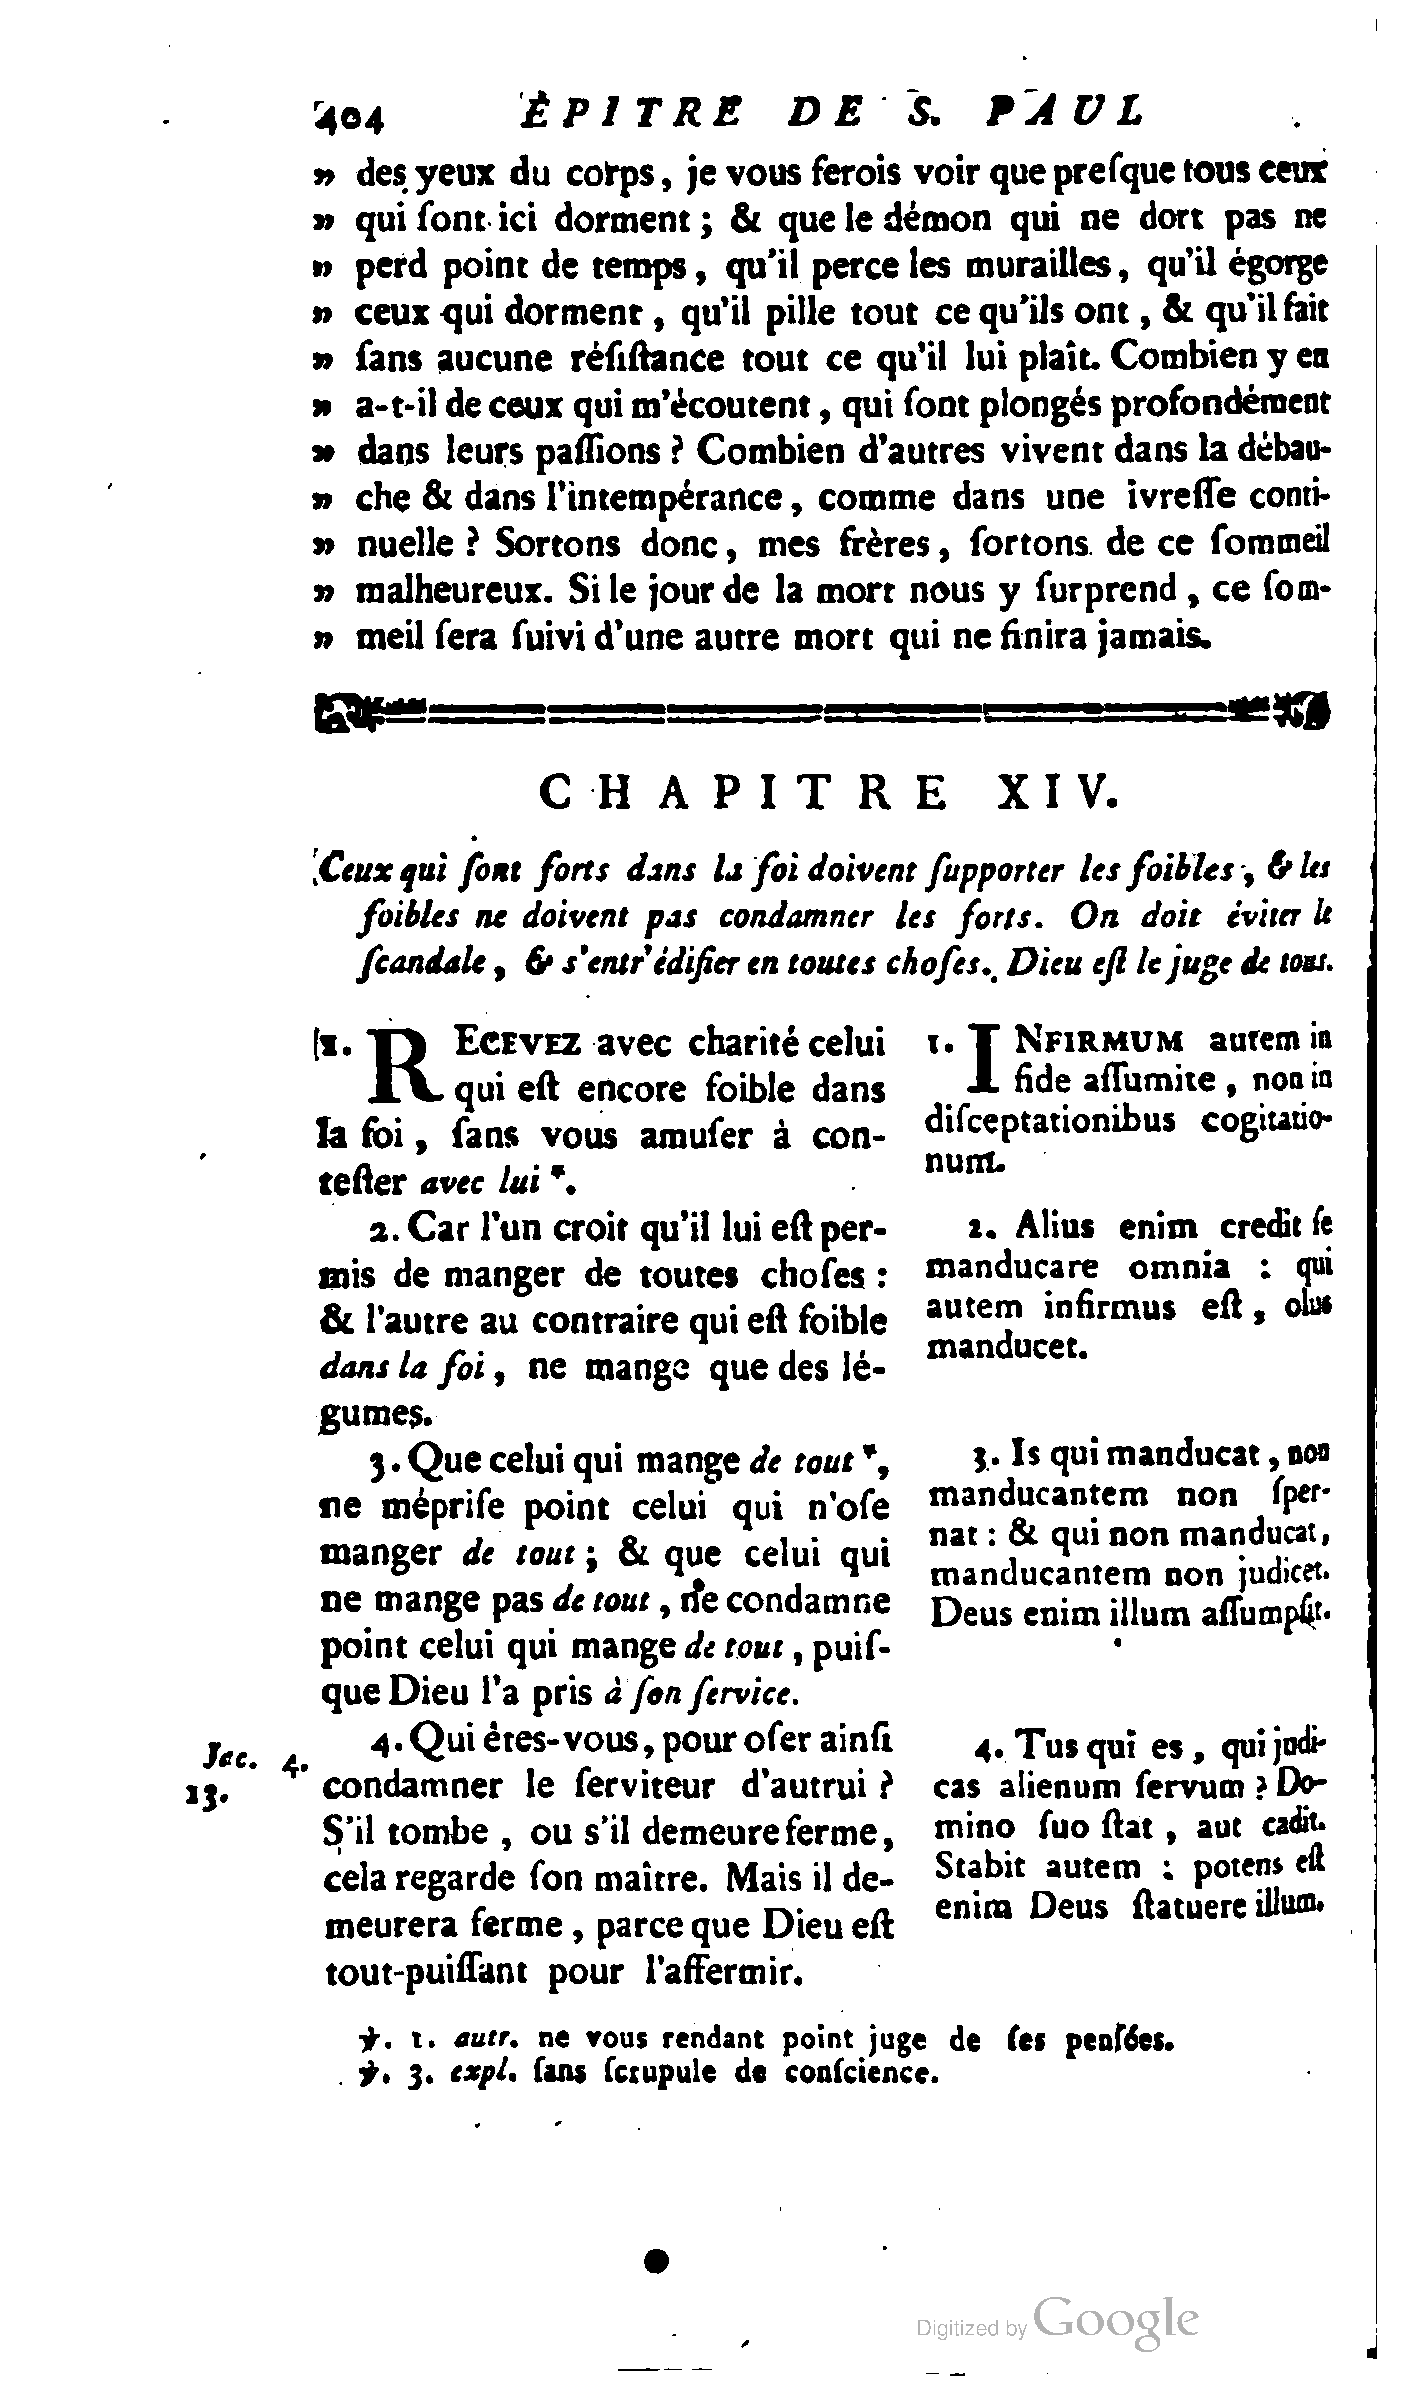 404 ÉPITRE DE S. PAUL
» des yeux du corps, je vous ferois voir que preſque tous ceux
» qui ſont ici dorment ; & que le démon qui ne dort pas ne
» perd point de temps, qu'il perce les murailles, qu'il égorge
» ceux qui dorment, qu'il pille tout ce qu'ils ont, & qu'il fait
» ſans aucune réſiſtance tout ce qu'il lui plaît. Combien y en
» a-t-il de ceux qui m'écoutent, qui ſont plongés profondément
» dans leurs paſſions ? Combien d'autres vivent dans la débau-
» che & dans l'intempérance, comme dans une ivreſſe conti-
» nuelle ? Sortons donc, mes frères, ſortons de ce ſommeil
» malheureux. Si le jour de la mort nous y ſurprend, ce ſom-
» meil ſera ſuivi d'une autre mort qui ne finira jamais.
CHAPITRE XIV.
Ceux qui ſont forts dans la foi doivent ſupporter les foibles, & les
foibles ne doivent pas condamner les forts. On doit éviter le
ſcandale, & s'entr'édifier en toutes choſes. Dieu eſt le juge de tous.
1. RECEVEZ avec charité celui
qui eſt encore foible dans
la foi, ſans vous amuſer à con-
teſter avec lui *.
2. Car l'un croit qu'il lui eſt per-
mis de manger de toutes choſes :
& l'autre au contraire qui eſt foible
dans la foi, ne mange que des lé-
gumes.
3. Que celui qui mange de tout *,
ne mépriſe point celui qui n'oſe
manger de tout ; & que celui qui
ne mange pas de tout, ne condamne
point celui qui mange de tout, puiſ-
que Dieu l'a pris à ſon ſervice.
4. Qui êtes-vous, pour oſer ainſi
condamner le ſerviteur d'autrui ?
S'il tombe, ou s'il demeure ferme,
cela regarde ſon maître. Mais il de-
meurera ferme, parce que Dieu eſt
tout-puiſſant pour l'affermir.
Jac. 4.
13.
1. INFIRMUM autem in
fide aſſumite, non in
diſceptationibus cogitatio-
num.
2. Alius enim credit ſe
manducare omnia : qui
autem infirmus eſt, olus
manducet.
3. Is qui manducat, non
manducantem non ſper-
nat : & qui non manducat,
manducantem non judicet.
Deus enim illum aſſumpſit.
4. Tus qui es, qui judi-
cas alienum ſervum ? Do-
mino ſuo ſtat, aut cadit.
Stabit autem : potens eſt
enim Deus ſtatuere illum.
℣. 1. autr. ne vous rendant point juge de ſes penſées.
℣. 3. expl. ſans ſcrupule de conſcience.
Digitized by Google